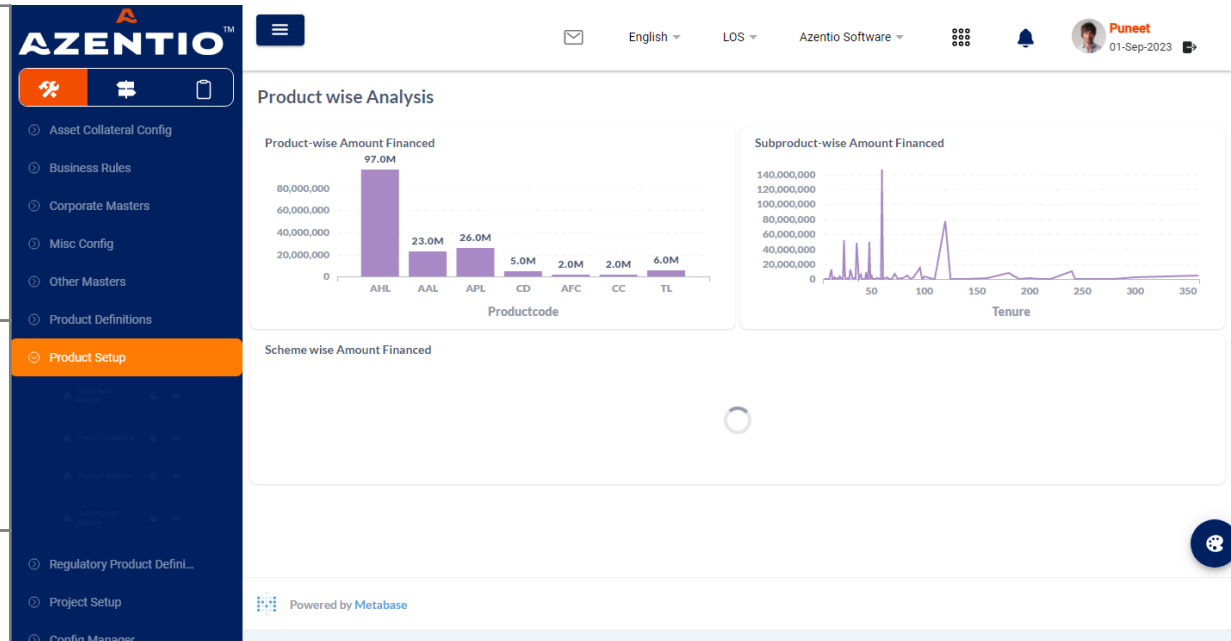 AZENTIO™
English
LOS
Azentio Software
Puneet
01-Sep-2023
Asset Collateral Config
Business Rules
Corporate Masters
Misc Config
Other Masters
Product Definitions
Product Setup
Regulatory Product Defini...
Project Setup
Config Manager
Product wise Analysis
Product-wise Amount Financed
97.0M
80,000,000
60,000,000
40,000,000
20,000,000
0
23.0M
26.0M
5.0M
2.0M
2.0M
6.0M
AHL AAL APL CD AFC CC TL
Productcode
Subproduct-wise Amount Financed
140,000,000
120,000,000
100,000,000
80,000,000
60,000,000
40,000,000
20,000,000
0
50 100 150 200 250 300 350
Tenure
Scheme wise Amount Financed
Powered by Metabase